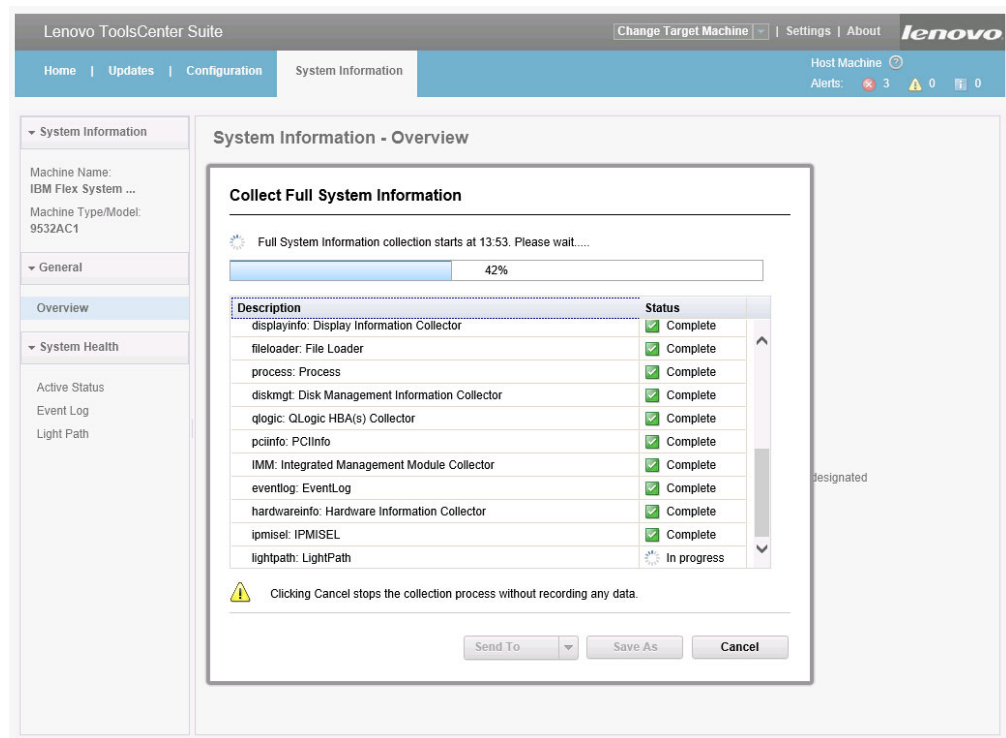 Lenovo ToolsCenter Suite
Change Target Machine | Settings | About
lenovo
Home | Updates | Configuration
System Information
Host Machine ?
Alerts: 3 0 0
System Information
Machine Name:
IBM Flex System ...
Machine Type/Model:
9532AC1
General
Overview
System Health
Active Status
Event Log
Light Path
System Information - Overview
Collect Full System Information
Full System Information collection starts at 13:53. Please wait.....
42%
Description Status
displayinfo: Display Information Collector Complete
fileloader: File Loader Complete
process: Process Complete
diskmgt: Disk Management Information Collector Complete
qlogic: QLogic HBA(s) Collector Complete
pciinfo: PCIInfo Complete
IMM: Integrated Management Module Collector Complete
eventlog: EventLog Complete
hardwareinfo: Hardware Information Collector Complete
ipmisel: IPMISEL Complete
lightpath: LightPath In progress
designated
Clicking Cancel stops the collection process without recording any data.
Send To
Save As
Cancel